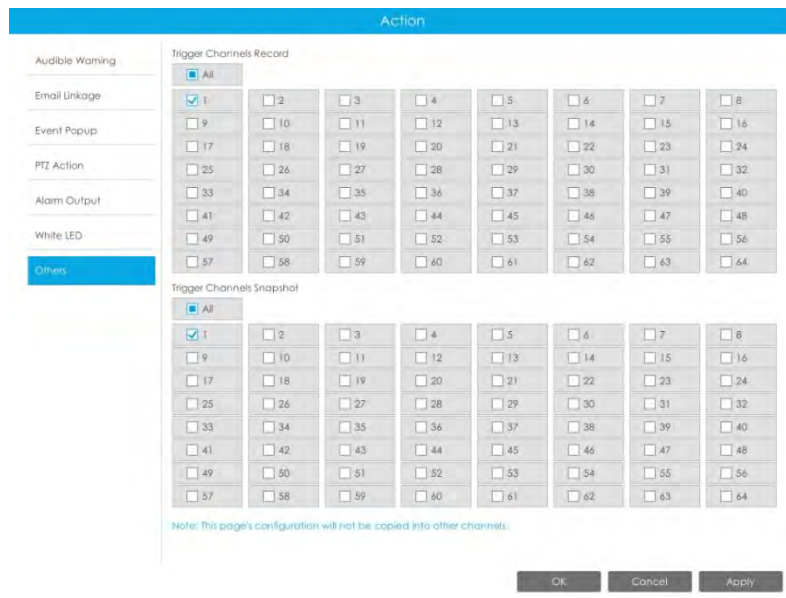 Action
Audible Warning
Email Linkage
Event Popup
PTZ Action
Alarm Output
White LED
Others
Trigger Channels Record
All
1 2 3 4 5 6 7 8
9 10 11 12 13 14 15 16
17 18 19 20 21 22 23 24
25 26 27 28 29 30 31 32
33 34 35 36 37 38 39 40
41 42 43 44 45 46 47 48
49 50 51 52 53 54 55 56
57 58 59 60 61 62 63 64
Trigger Channels Snapshot
All
1 2 3 4 5 6 7 8
9 10 11 12 13 14 15 16
17 18 19 20 21 22 23 24
25 26 27 28 29 30 31 32
33 34 35 36 37 38 39 40
41 42 43 44 45 46 47 48
49 50 51 52 53 54 55 56
57 58 59 60 61 62 63 64
Note: This page's configuration will not be copied into other channels.
OK Cancel Apply